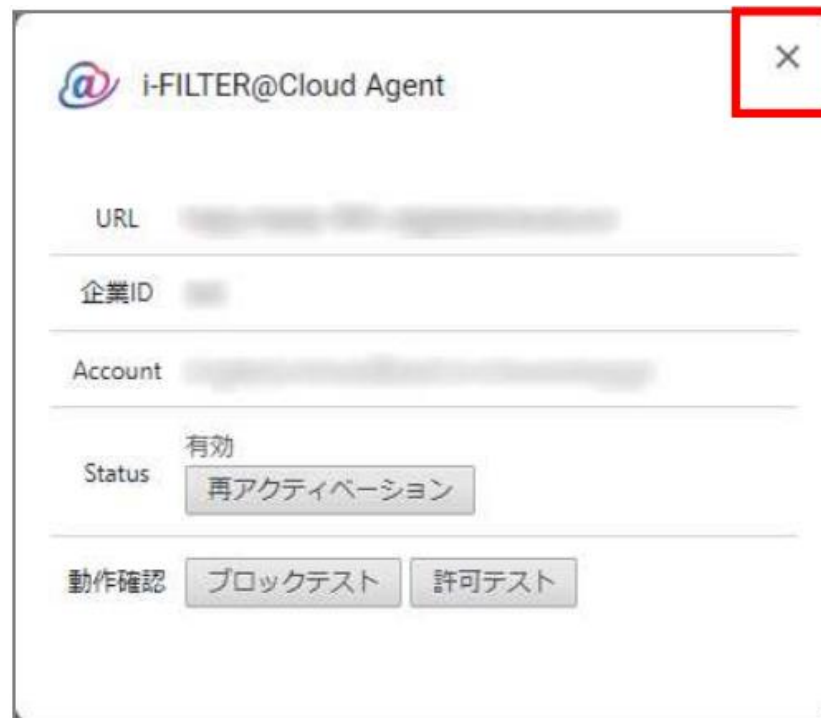 i-FILTER@Cloud Agent
×
URL
企業ID
Account
Status
有効
再アクティベーション
動作確認 ブロックテスト 許可テスト